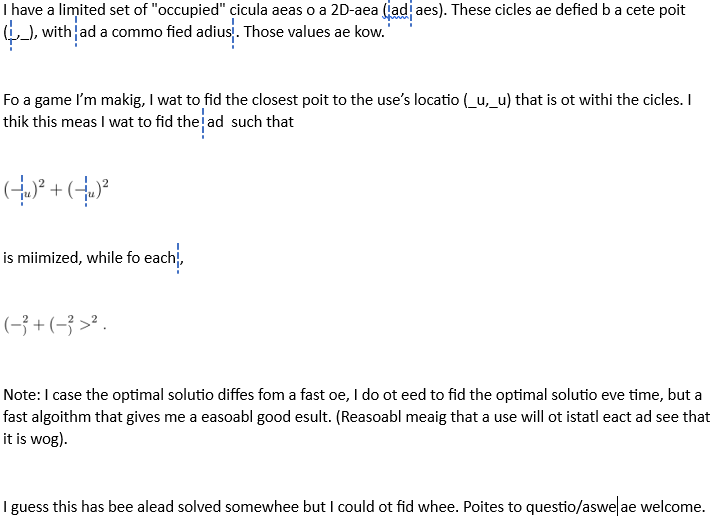 I have a limited set of "occupied" cicula aeas o a 2D-aea (ad aes). These cicles ae defied b a cete poit
(_,_), with ad a commo fied adius. Those values ae kow.
Fo a game I’m makig, I wat to fid the closest poit to the use’s locatio (_u,_u) that is ot withi the cicles. I
thik this meas I wat to fid the ad such that
(−u)² + (−u)²
is miimized, while fo each,
(−²) + (−²) >² .
Note: I case the optimal solutio diffes fom a fast oe, I do ot eed to fid the optimal solutio eve time, but a
fast algoithm that gives me a easoabl good esult. (Reasoabl meaig that a use will ot istatl eact ad see that
it is wog).
I guess this has bee alead solved somewhee but I could ot fid whee. Poites to questio/aswe ae welcome.